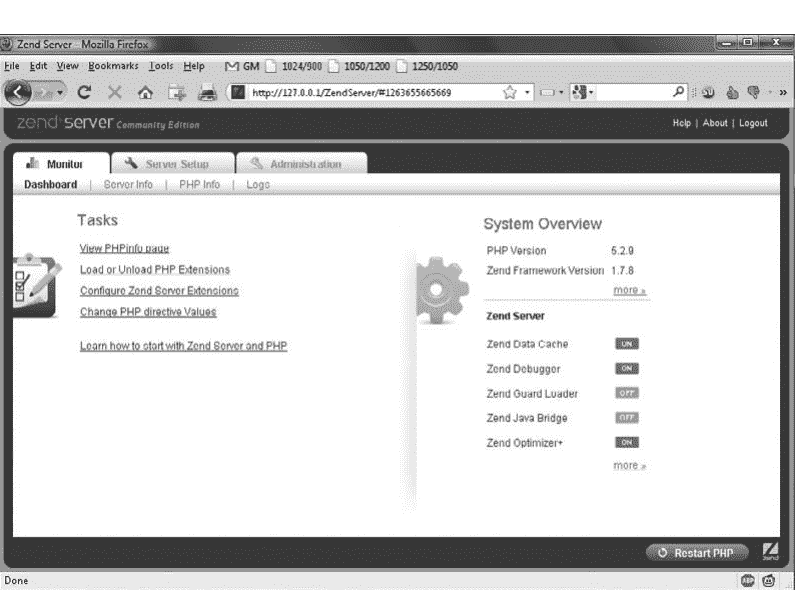 Zend Server - Mozilla Firefox
File Edit View Bookmarks Tools Help GM 1024/900 1050/1200 1250/1050
http://127.0.0.1/ZendServer/#1263655665669
zend server Community Edition
Help | About | Logout
Monitor Server Setup Administration
Dashboard | Server Info | PHP Info | Logs
Tasks
View PHPinfo page
Load or Unload PHP Extensions
Configure Zend Server Extensions
Change PHP directive Values
Learn how to start with Zend Server and PHP
System Overview
PHP Version 5.2.9
Zend Framework Version 1.7.8
more »
Zend Server
Zend Data Cache ON
Zend Debugger ON
Zend Guard Loader OFF
Zend Java Bridge OFF
Zend Optimizer+ ON
more »
Restart PHP
zend
Done ABP